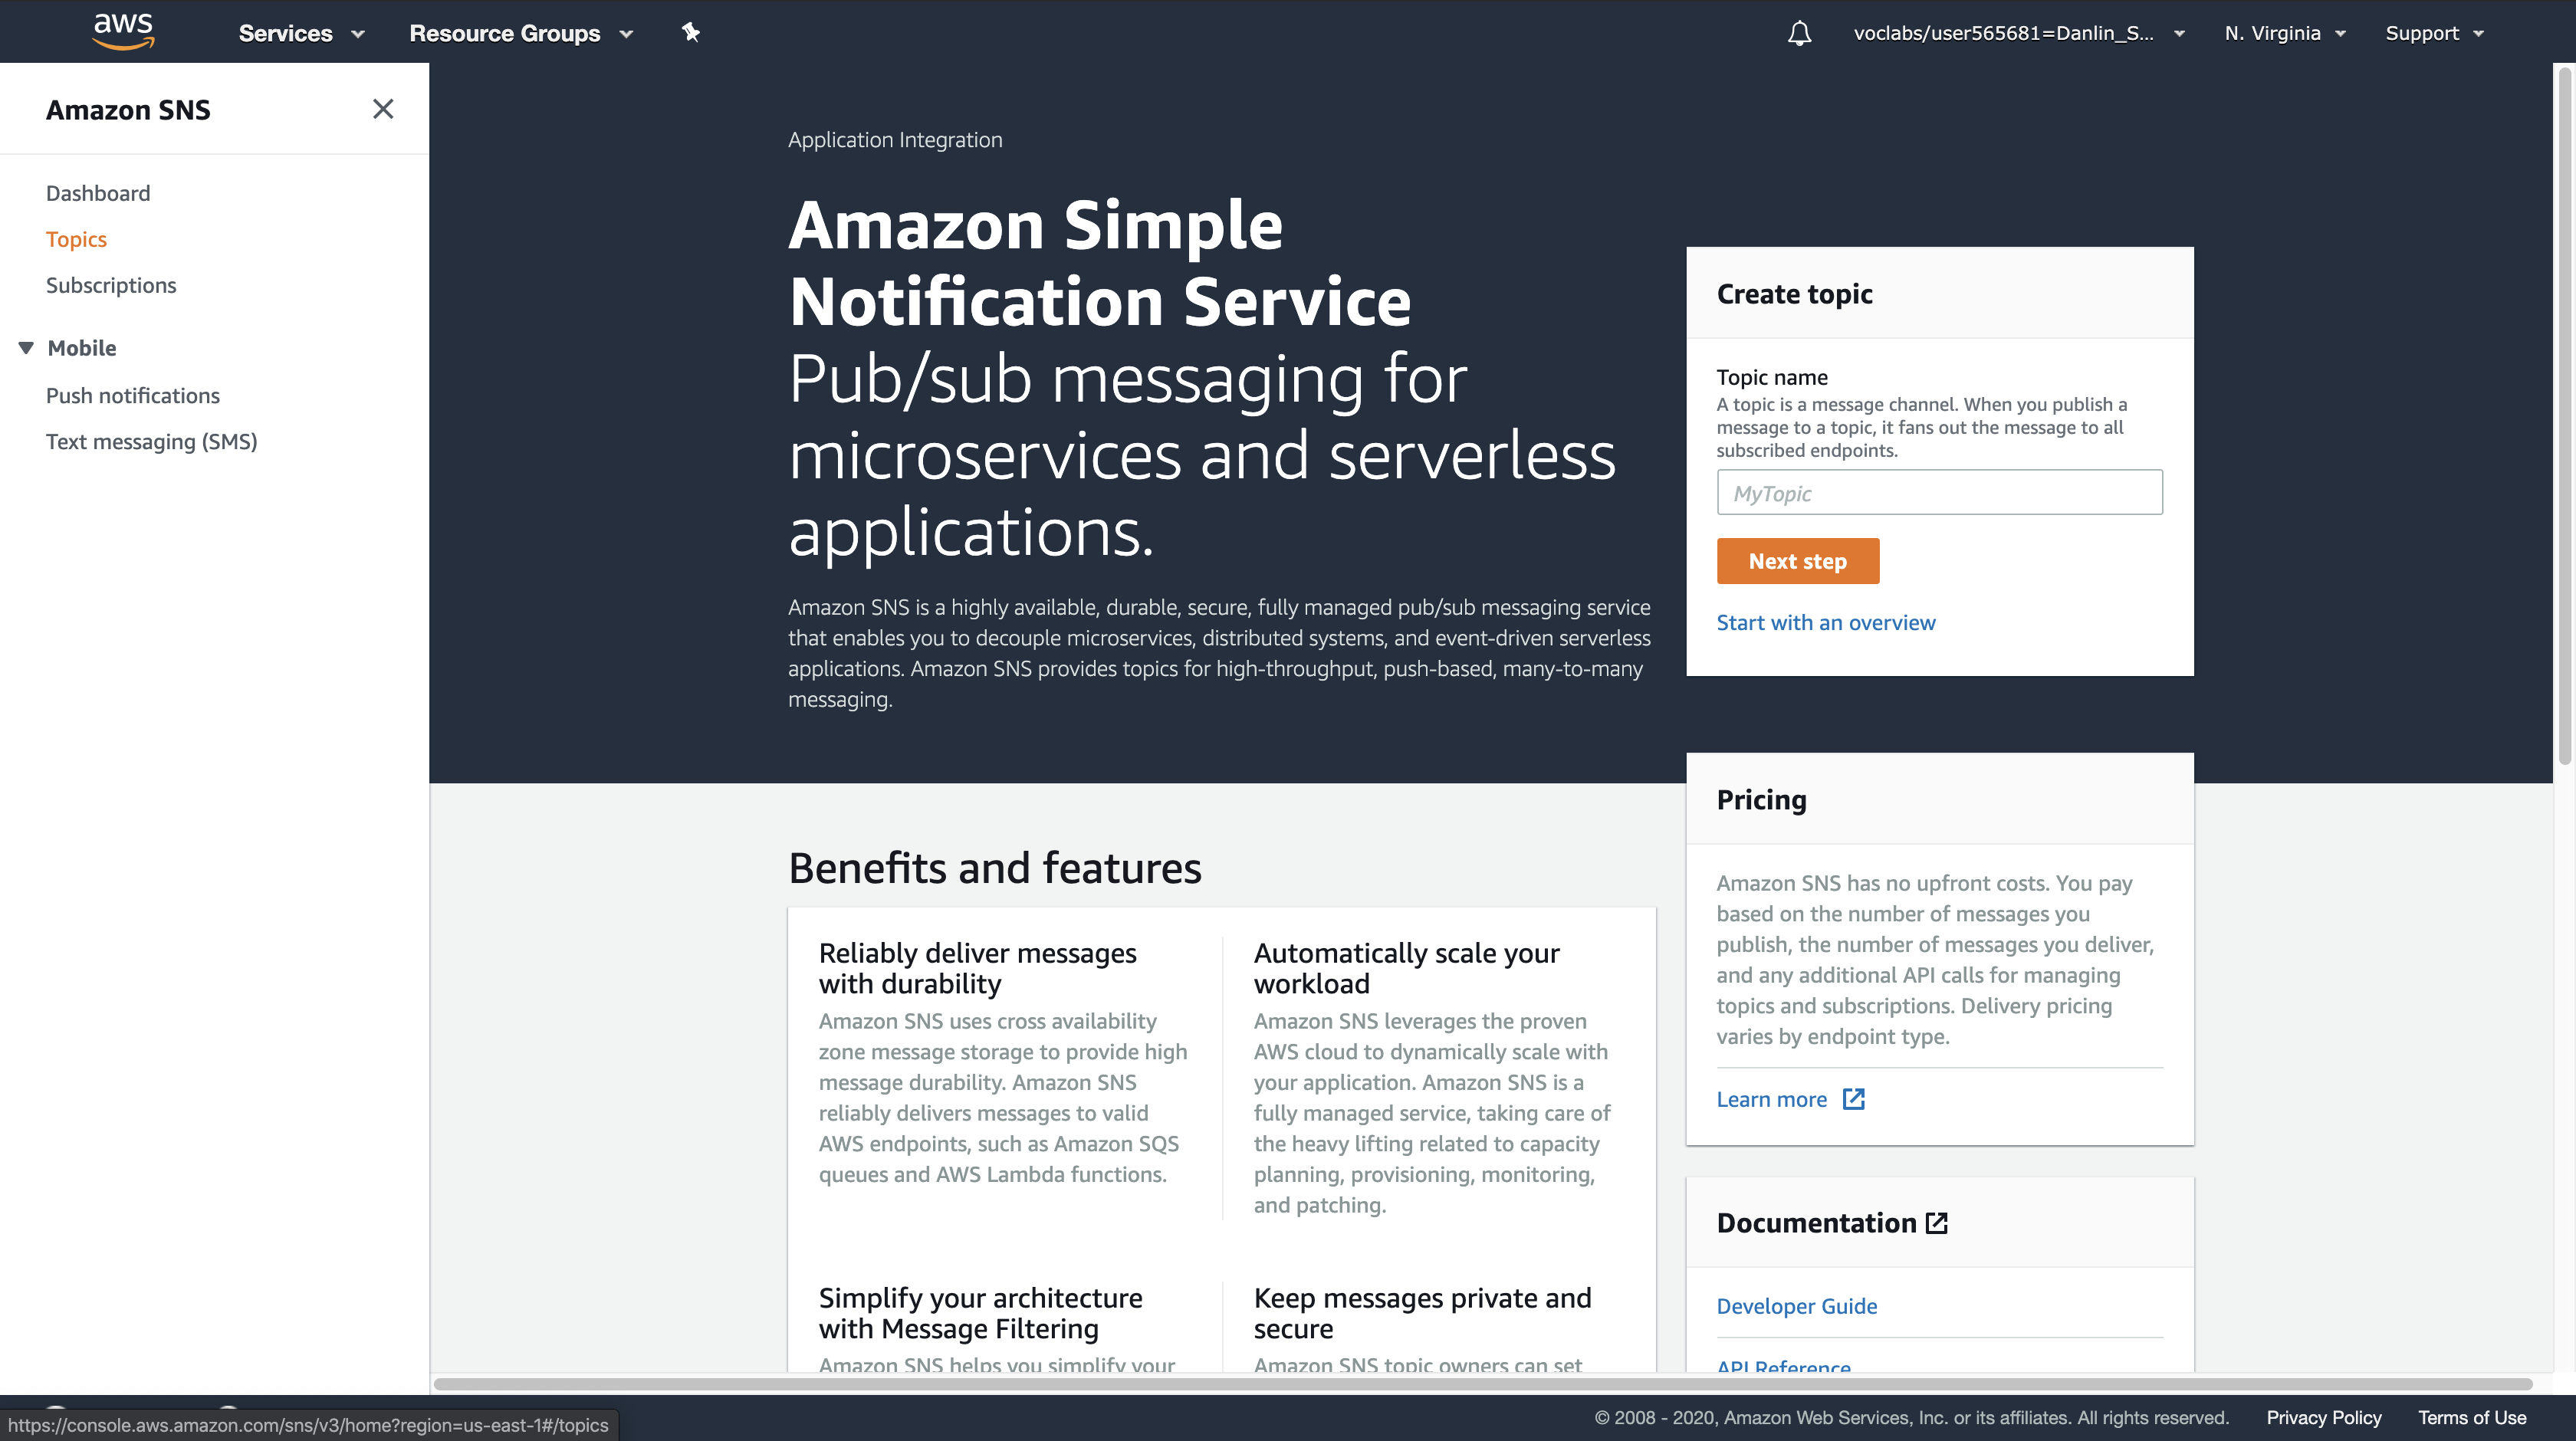 aws
Services
Resource Groups
voclabs/user565681=Danlin_S...
N. Virginia
Support
Amazon SNS
Dashboard
Topics
Subscriptions
Mobile
Push notifications
Text messaging (SMS)
Application Integration
Amazon Simple
Notification Service
Pub/sub messaging for
microservices and serverless
applications.
Amazon SNS is a highly available, durable, secure, fully managed pub/sub messaging service
that enables you to decouple microservices, distributed systems, and event-driven serverless
applications. Amazon SNS provides topics for high-throughput, push-based, many-to-many
messaging.
Create topic
Topic name
A topic is a message channel. When you publish a
message to a topic, it fans out the message to all
subscribed endpoints.
MyTopic
Next step
Start with an overview
Pricing
Amazon SNS has no upfront costs. You pay
based on the number of messages you
publish, the number of messages you deliver,
and any additional API calls for managing
topics and subscriptions. Delivery pricing
varies by endpoint type.
Learn more
Documentation
Developer Guide
API Reference
Benefits and features
Reliably deliver messages
with durability
Amazon SNS uses cross availability
zone message storage to provide high
message durability. Amazon SNS
reliably delivers messages to valid
AWS endpoints, such as Amazon SQS
queues and AWS Lambda functions.
Automatically scale your
workload
Amazon SNS leverages the proven
AWS cloud to dynamically scale with
your application. Amazon SNS is a
fully managed service, taking care of
the heavy lifting related to capacity
planning, provisioning, monitoring,
and patching.
Simplify your architecture
with Message Filtering
Amazon SNS helps you simplify your
Keep messages private and
secure
Amazon SNS topic owners can set
https://console.aws.amazon.com/sns/v3/home?region=us-east-1#/topics
© 2008 - 2020, Amazon Web Services, Inc. or its affiliates. All rights reserved.
Privacy Policy
Terms of Use